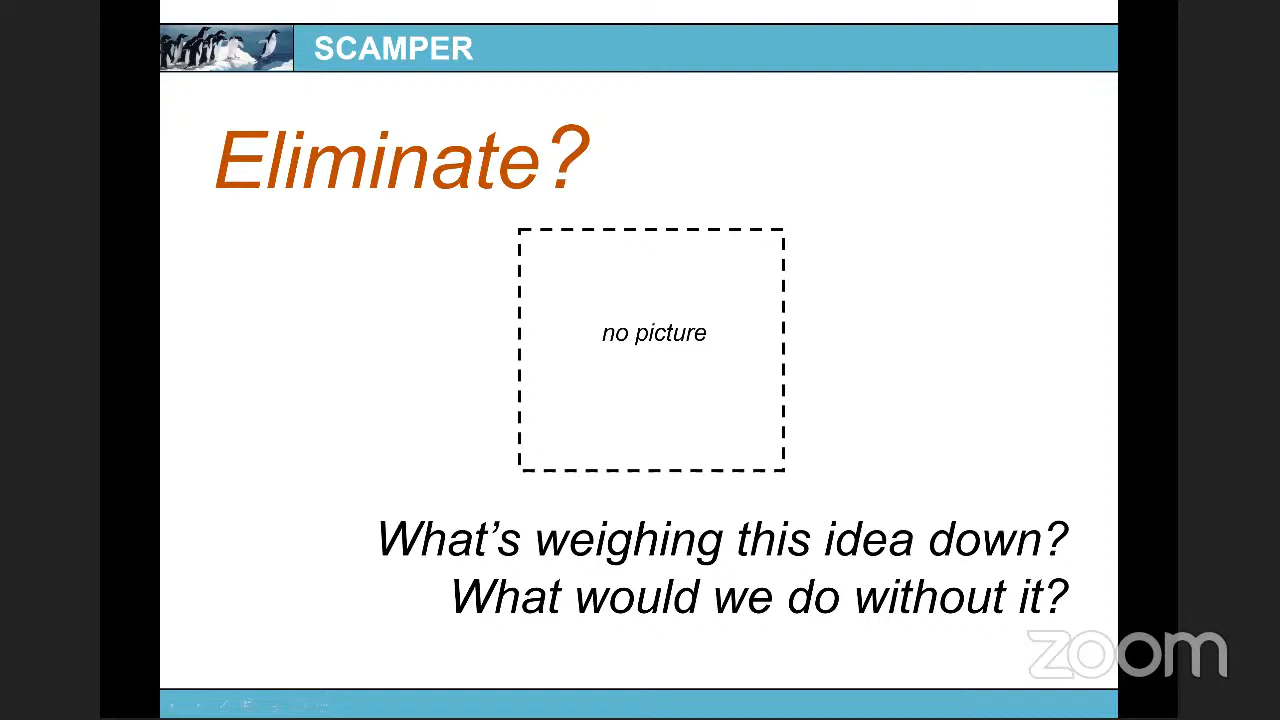 SCAMPER
Eliminate?
no picture
What’s weighing this idea down?
What would we do without it?
zoom